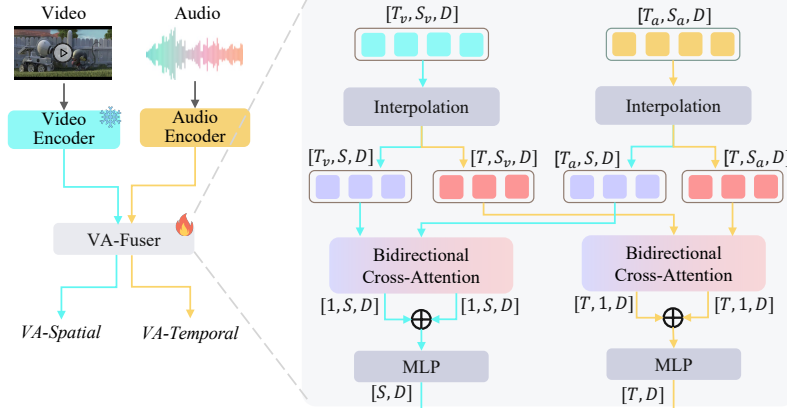 Video
Audio
Video
Encoder
Audio
Encoder
VA-Fuser
VA-Spatial
VA-Temporal
[T_v, S_v, D]
[T_a, S_a, D]
Interpolation
Interpolation
[T_v, S, D]
[T, S_v, D]
[T_a, S, D]
[T, S_a, D]
Bidirectional
Cross-Attention
Bidirectional
Cross-Attention
[1, S, D]
[1, S, D]
[T, 1, D]
[T, 1, D]
MLP
MLP
[S, D]
[T, D]